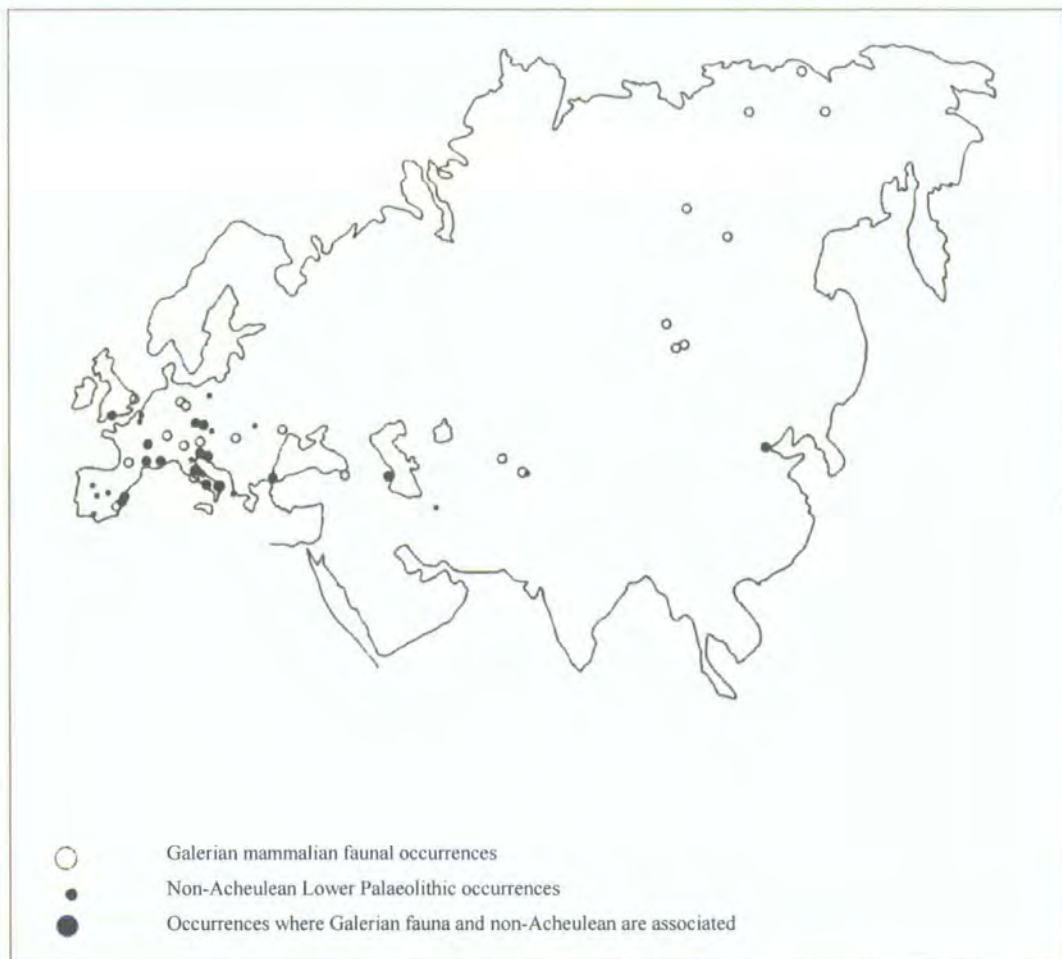 Galerian mammalian faunal occurrences
Non-Acheulean Lower Palaeolithic occurrences
Occurrences where Galerian fauna and non-Acheulean are associated